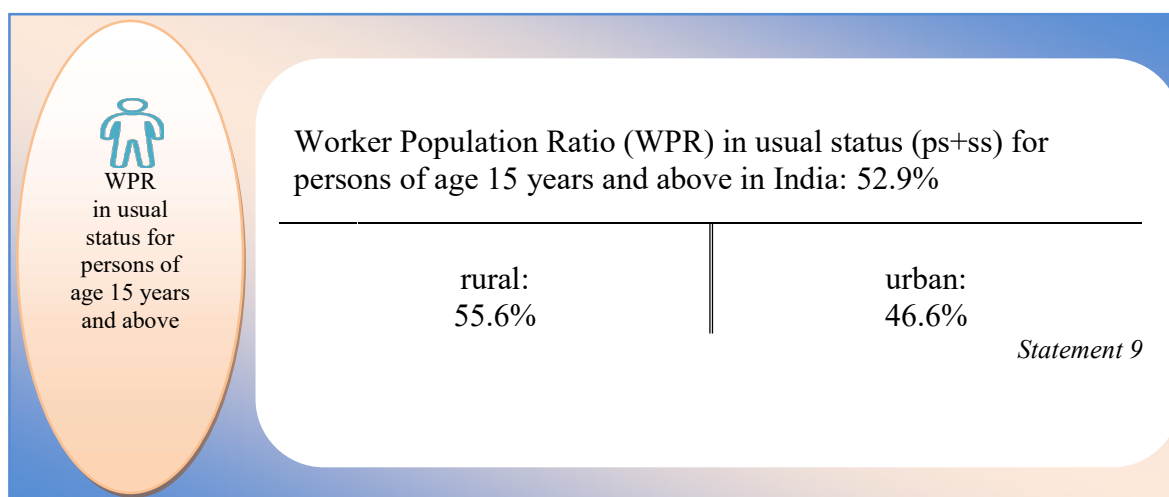 WPR
in usual
status for
persons of
age 15 years
and above
Worker Population Ratio (WPR) in usual status (ps+ss) for
persons of age 15 years and above in India: 52.9%
rural:
55.6%
urban:
46.6%
Statement 9